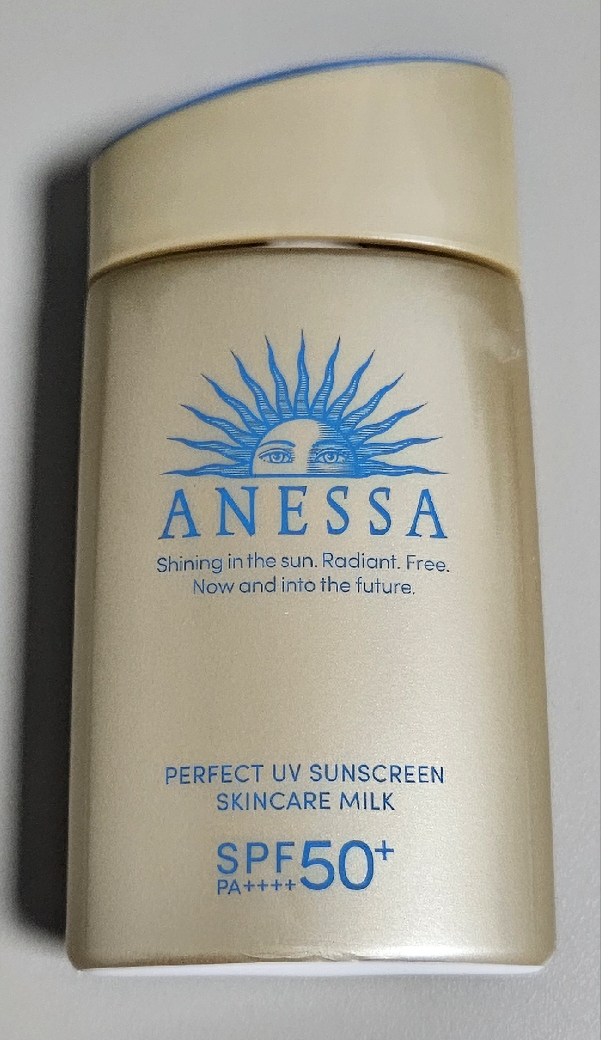 ANESSA
Shining in the sun. Radiant. Free.
Now and into the future.
PERFECT UV SUNSCREEN
SKINCARE MILK
SPF50+
PA++++